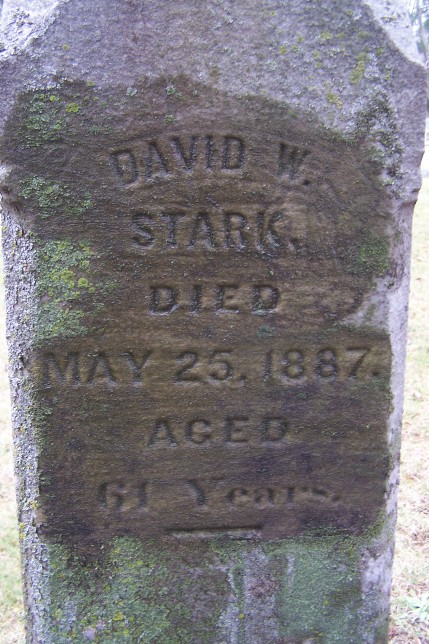 DAVID W.
STARK.
DIED
MAY 25, 1887.
AGED
61 Years.